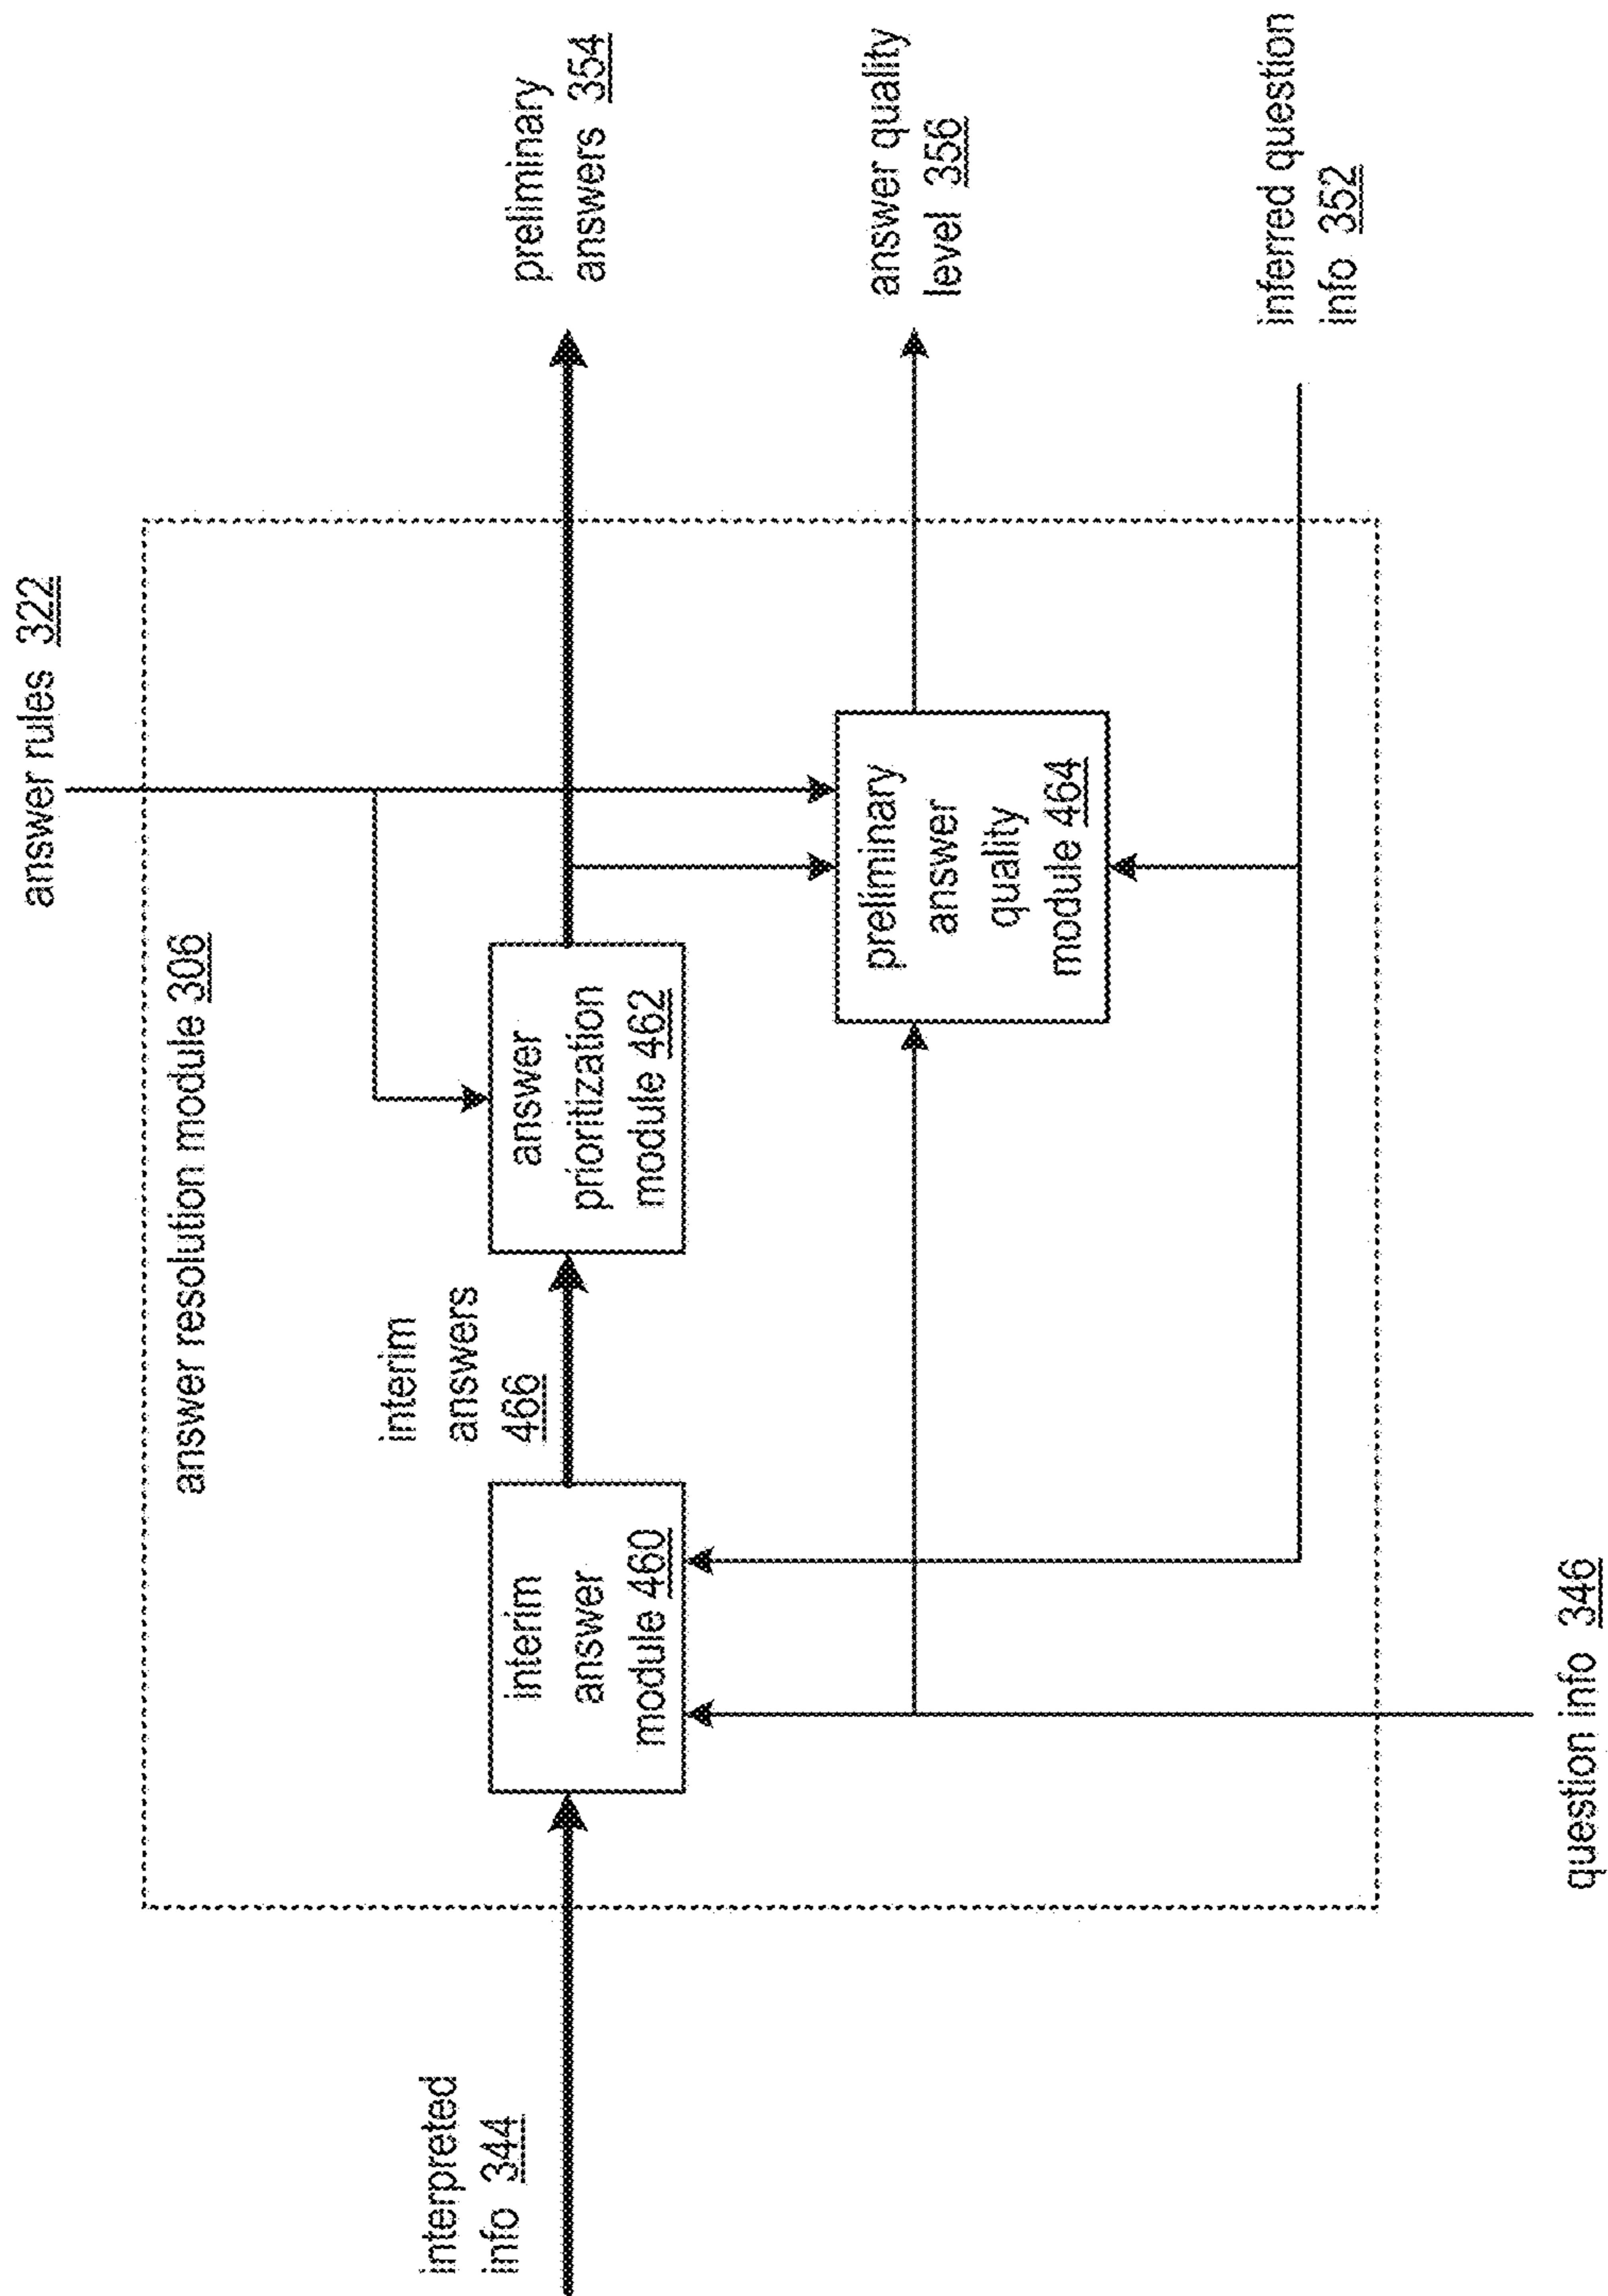 answer rules 322
answer resolution module 306
interpreted
info 344
interim
answer
module 460
interim
answers
466
answer
prioritization
module 462
preliminary
answers 354
preliminary
answer
quality
module 464
answer quality
level 356
inferred question
info 352
question info 346